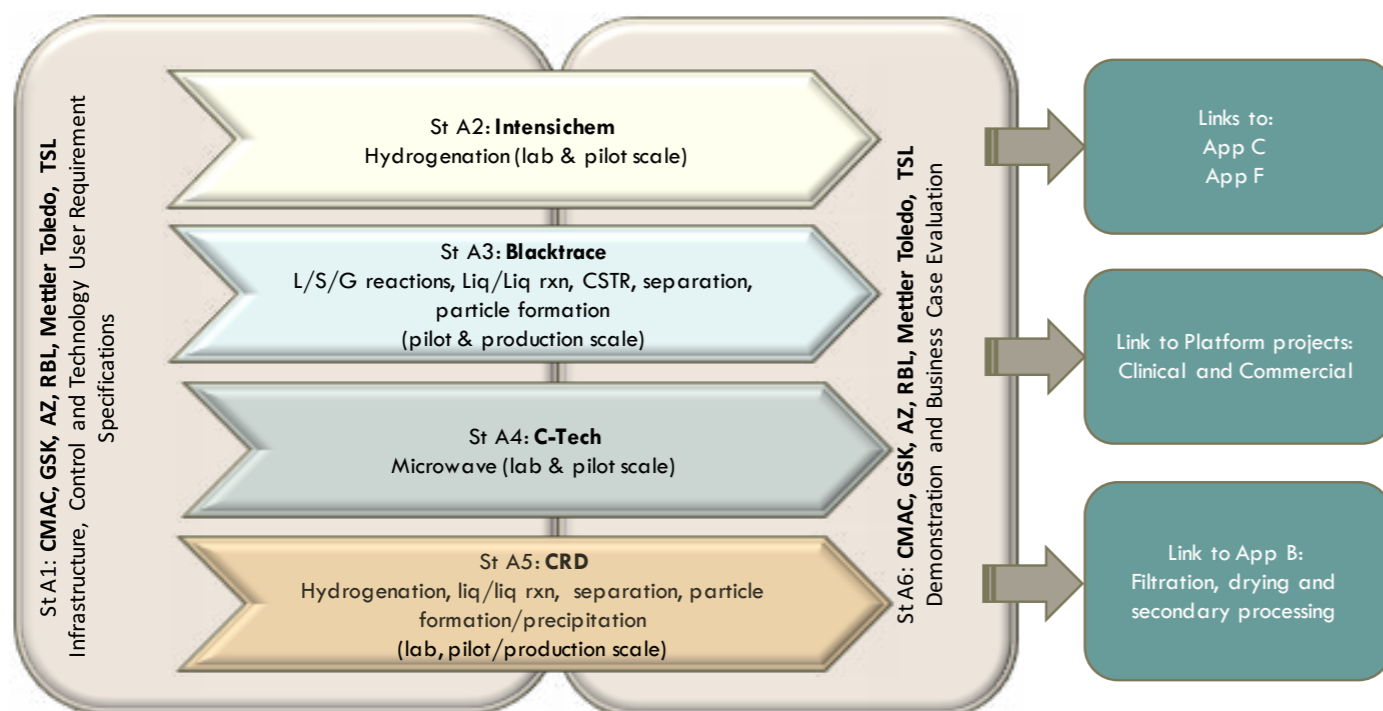 St A1: CMAC, GSK, AZ, RBL, Mettler Toledo, TSL
Infrastructure, Control and Technology User Requirement
Specifications
St A2: Intensichem
Hydrogenation (lab & pilot scale)
St A3: Blacktrace
L/S/G reactions, Liq/Liq rxn, CSTR, separation,
particle formation
(pilot & production scale)
St A4: C-Tech
Microwave (lab & pilot scale)
St A5: CRD
Hydrogenation, liq/liq rxn, separation, particle
formation/precipitation
(lab, pilot/production scale)
St A6: CMAC, GSK, AZ, RBL, Mettler Toledo, TSL
Demonstration and Business Case Evaluation
Links to:
App C
App F
Link to Platform projects:
Clinical and Commercial
Link to App B:
Filtration, drying and
secondary processing